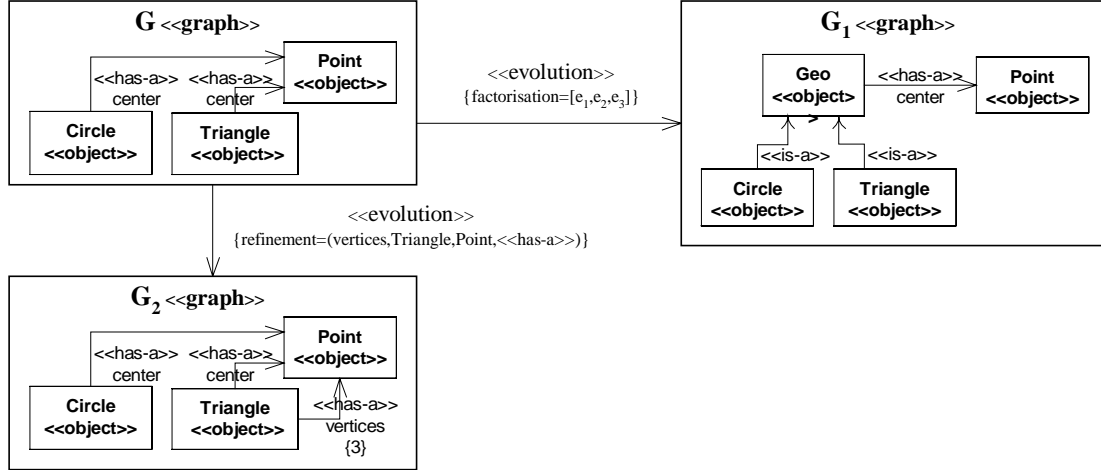 G <<graph>>
Point
<<object>>
<<has-a>>
center
<<has-a>>
center
Circle
<<object>>
Triangle
<<object>>
<<evolution>>
{factorisation=[e1,e2,e3]}
G1 <<graph>>
Geo
<<object>
>
<<has-a>>
center
Point
<<object>>
<<is-a>>
<<is-a>>
Circle
<<object>>
Triangle
<<object>>
<<evolution>>
{refinement=(vertices,Triangle,Point,<<has-a>>)}
G2 <<graph>>
Point
<<object>>
<<has-a>>
center
<<has-a>>
center
Circle
<<object>>
Triangle
<<object>>
<<has-a>>
vertices
{3}